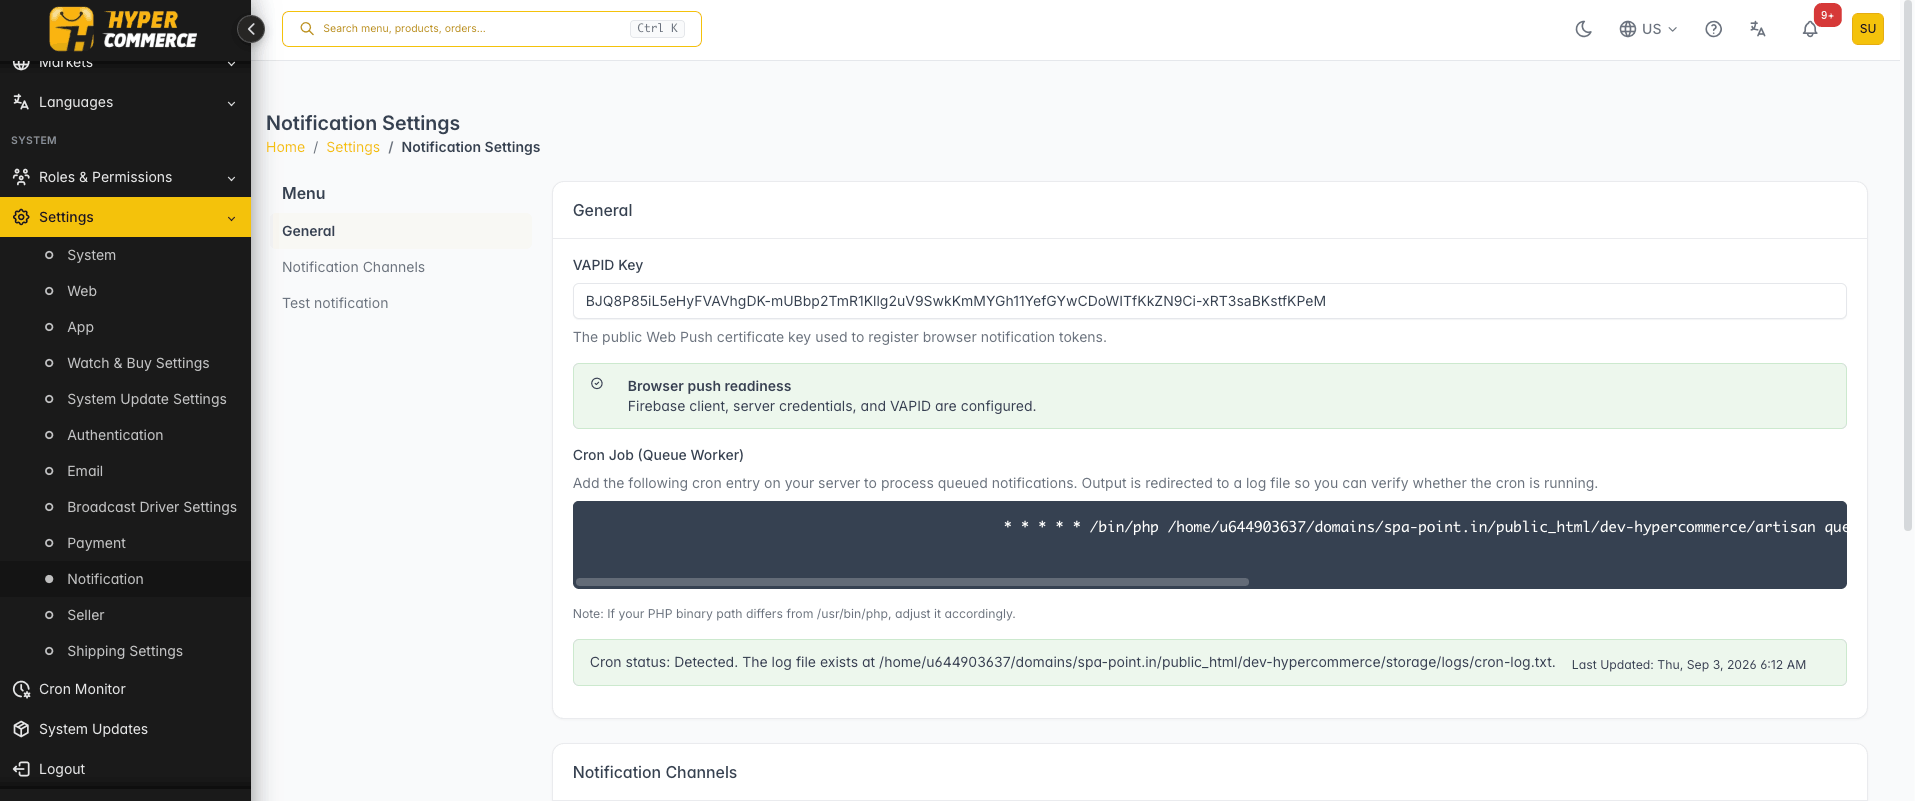 HYPER
COMMERCE
Search menu, products, orders...
Ctrl K
US
9+
SU
Markets
Languages
SYSTEM
Roles & Permissions
Settings
System
Web
App
Watch & Buy Settings
System Update Settings
Authentication
Email
Broadcast Driver Settings
Payment
Notification
Seller
Shipping Settings
Cron Monitor
System Updates
Logout
Notification Settings
Home / Settings / Notification Settings
Menu
General
Notification Channels
Test notification
General
VAPID Key
BJQ8P85iL5eHyFVAVhgDK-mUBbp2TmR1Kllg2uV9SwkKmMYGh11YefGYwCDoWITfKkZN9Ci-xRT3saBKstfKPeM
The public Web Push certificate key used to register browser notification tokens.
Browser push readiness
Firebase client, server credentials, and VAPID are configured.
Cron Job (Queue Worker)
Add the following cron entry on your server to process queued notifications. Output is redirected to a log file so you can verify whether the cron is running.
* * * * * /bin/php /home/u644903637/domains/spa-point.in/public_html/dev-hypercommerce/artisan que
Note: If your PHP binary path differs from /usr/bin/php, adjust it accordingly.
Cron status: Detected. The log file exists at /home/u644903637/domains/spa-point.in/public_html/dev-hypercommerce/storage/logs/cron-log.txt. Last Updated: Thu, Sep 3, 2026 6:12 AM
Notification Channels